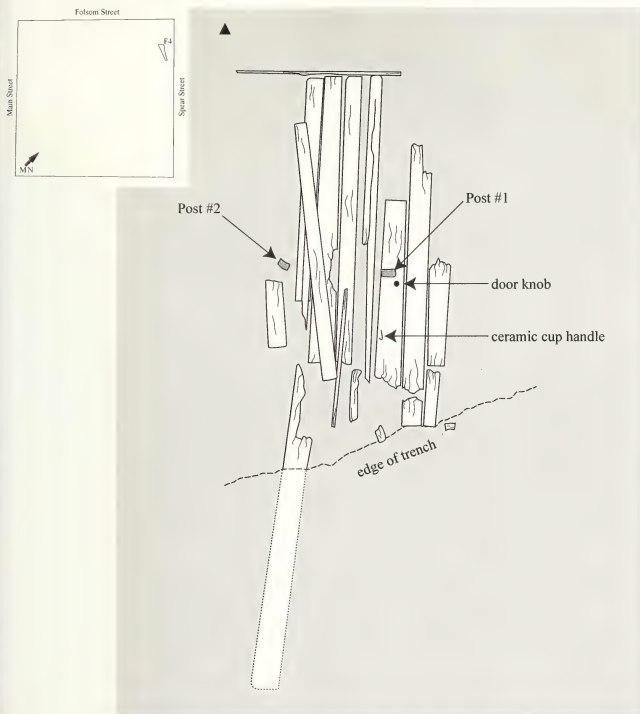 Folsom Street
F4
Main Street
Spear Street
MN
Post #2
Post #1
door knob
ceramic cup handle
edge of trench